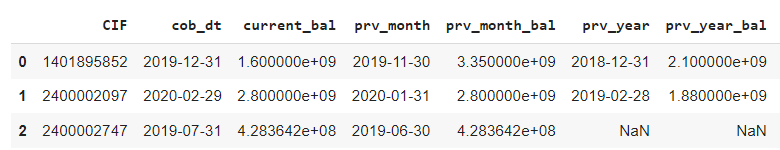 CIF cob_dt current_bal prv_month prv_month_bal prv_year prv_year_bal
0 1401895852 2019-12-31 1.600000e+09 2019-11-30 3.350000e+09 2018-12-31 2.100000e+09
1 2400002097 2020-02-29 2.800000e+09 2020-01-31 2.800000e+09 2019-02-28 1.880000e+09
2 2400002747 2019-07-31 4.283642e+08 2019-06-30 4.283642e+08 NaN NaN